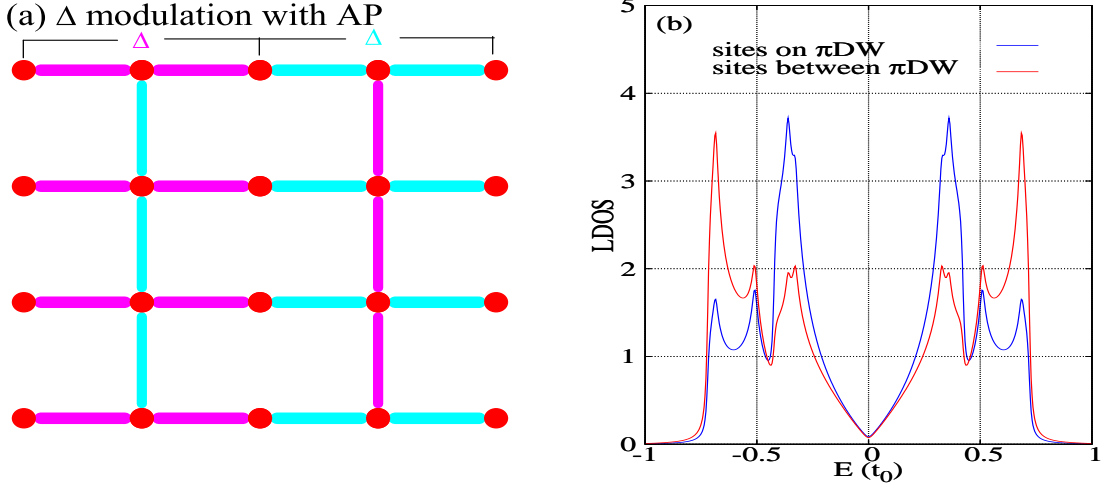 (a) Δ modulation with AP
Δ
Δ
(b)
sites on πDW
sites between πDW
5
4
3
2
1
0
LDOS
-1
-0.5
0
0.5
1
E (t₀)